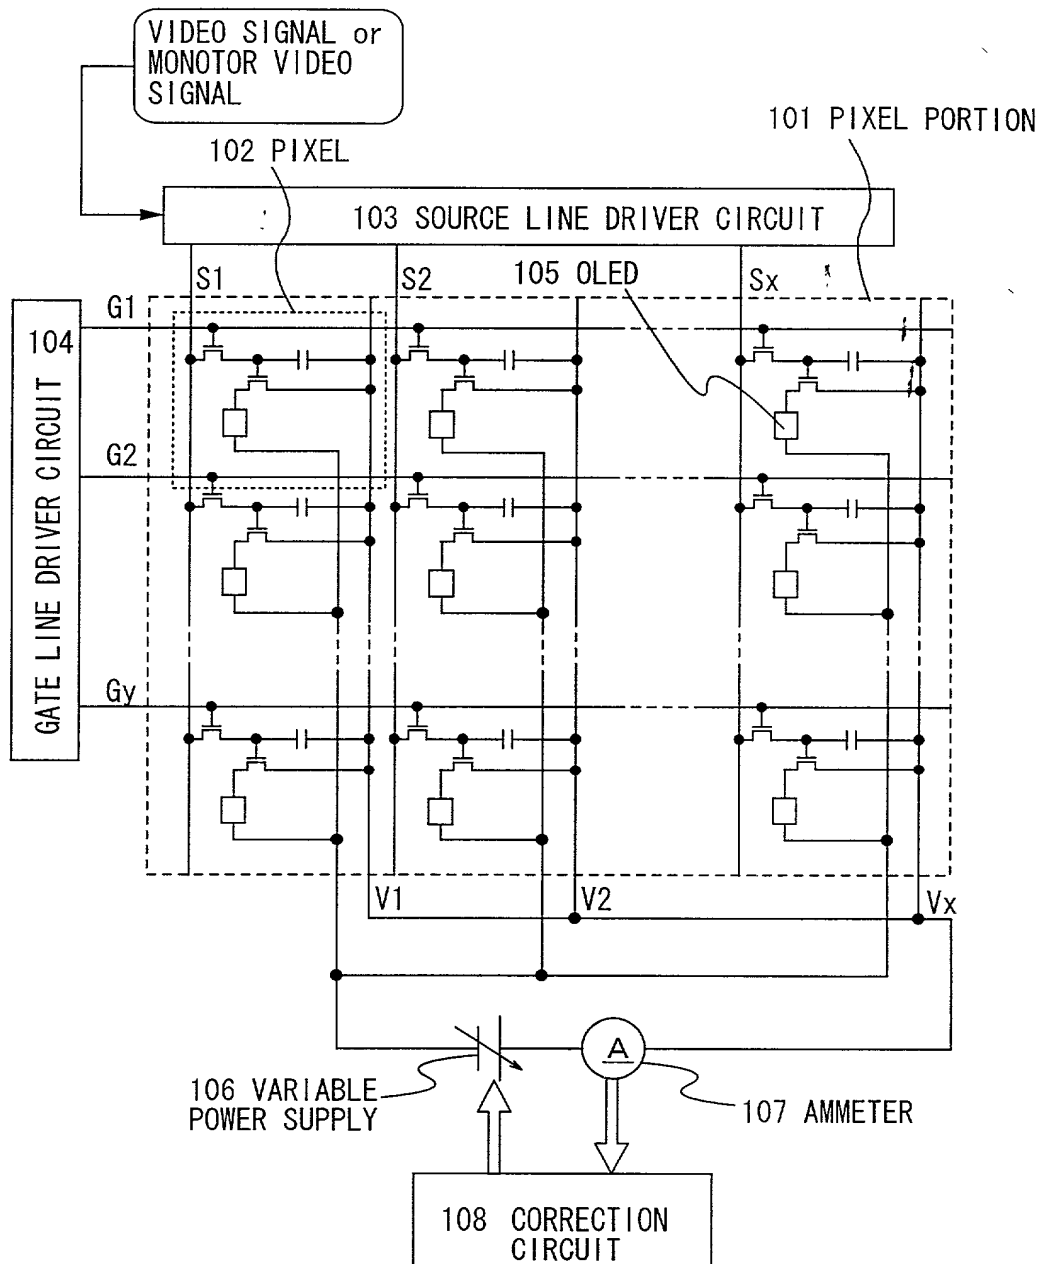 VIDEO SIGNAL or
MONOTOR VIDEO
SIGNAL
101 PIXEL PORTION
102 PIXEL
103 SOURCE LINE DRIVER CIRCUIT
S1
S2
105 OLED
Sx
G1
104
GATE LINE DRIVER CIRCUIT
G2
Gy
V1
V2
Vx
A
106 VARIABLE
POWER SUPPLY
107 AMMETER
108 CORRECTION
CIRCUIT